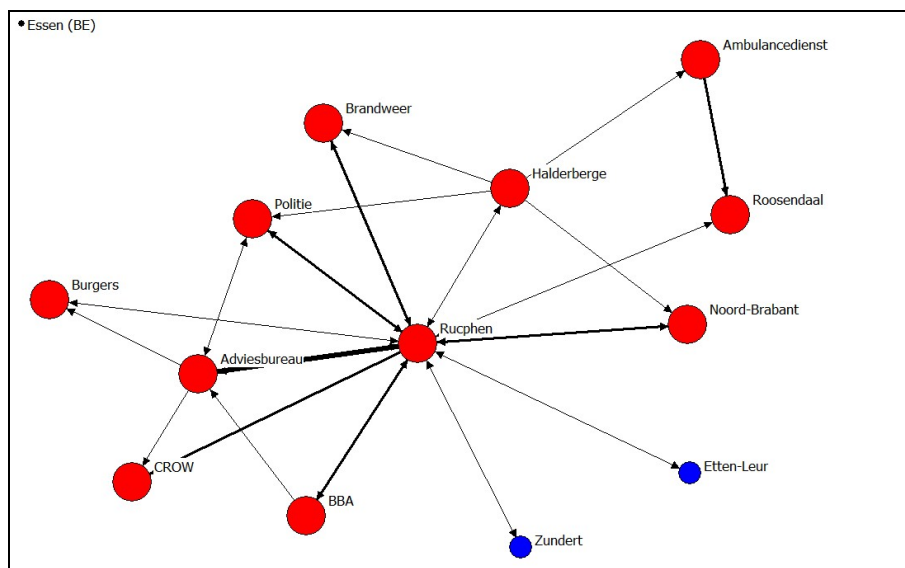 Essen (BE)
Ambulancedienst
Brandweer
Halderberge
Politie
Roosendaal
Burgers
Noord-Brabant
Rucphen
Adviesbureau
CROW
Etten-Leur
BBA
Zundert